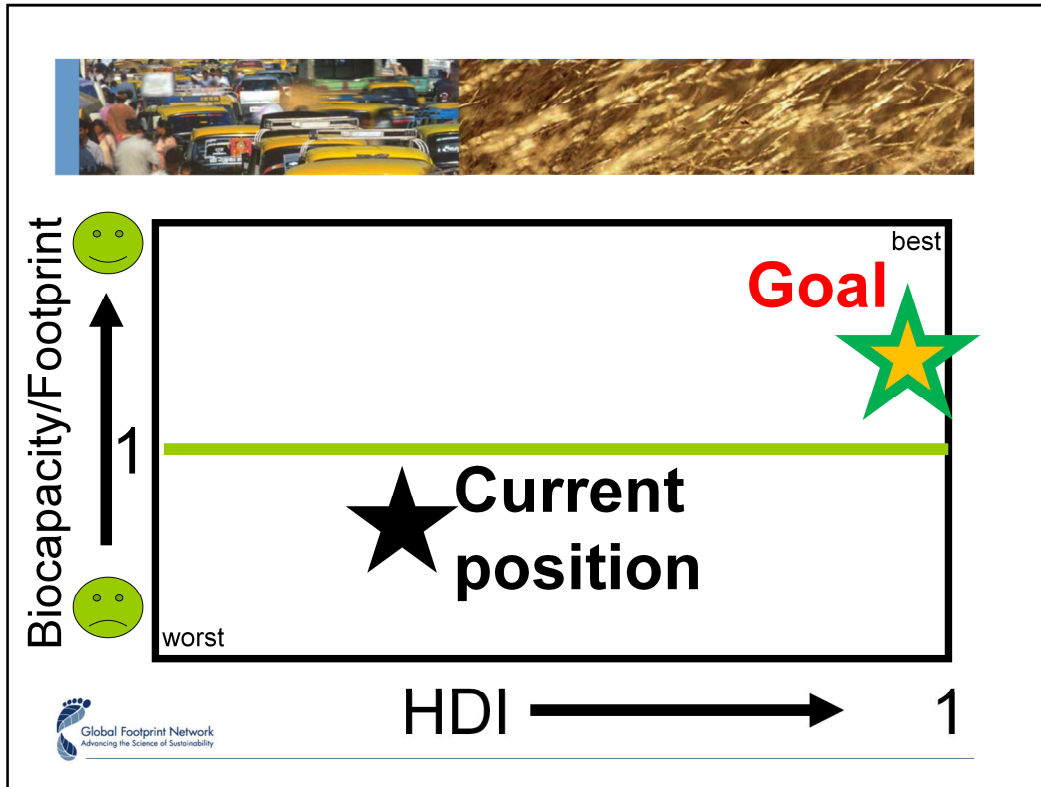 best
Goal
Biocapacity/Footprint
1
Current
position
worst
HDI
1
Global Footprint Network
Advancing the Science of Sustainability